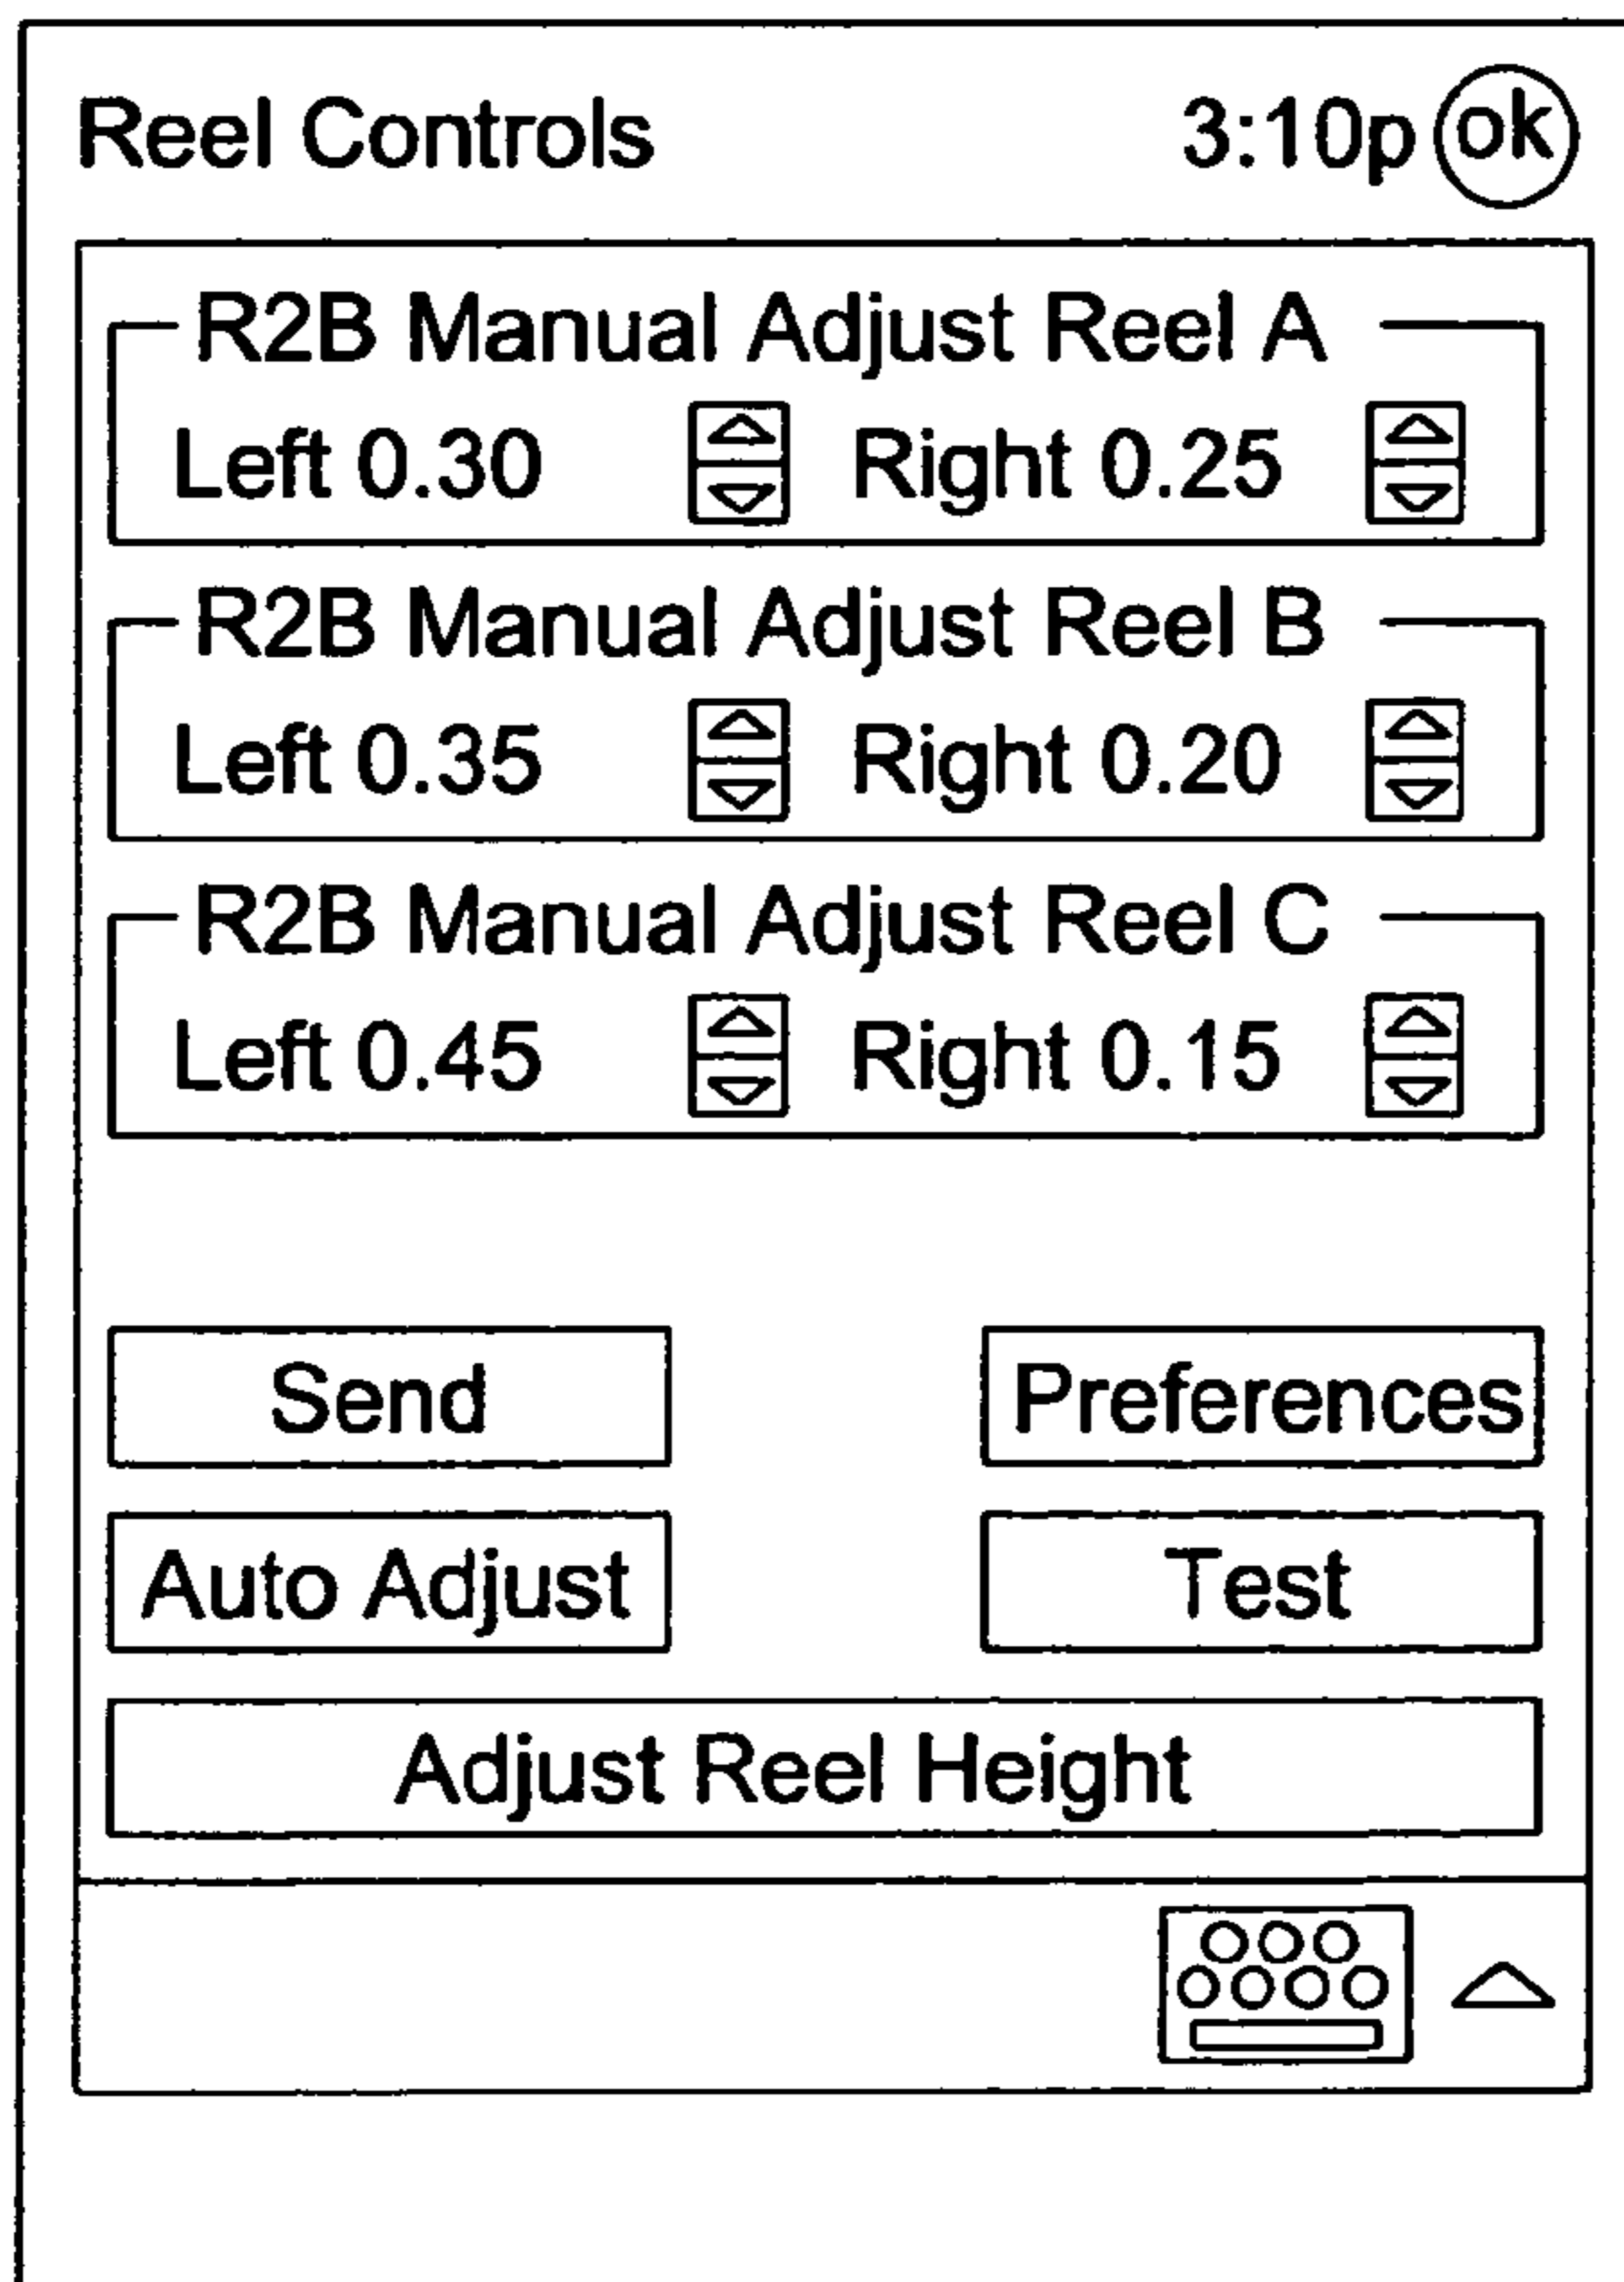 Reel Controls 3:10p ok
R2B Manual Adjust Reel A
Left 0.30 Right 0.25
R2B Manual Adjust Reel B
Left 0.35 Right 0.20
R2B Manual Adjust Reel C
Left 0.45 Right 0.15
Send Preferences
Auto Adjust Test
Adjust Reel Height